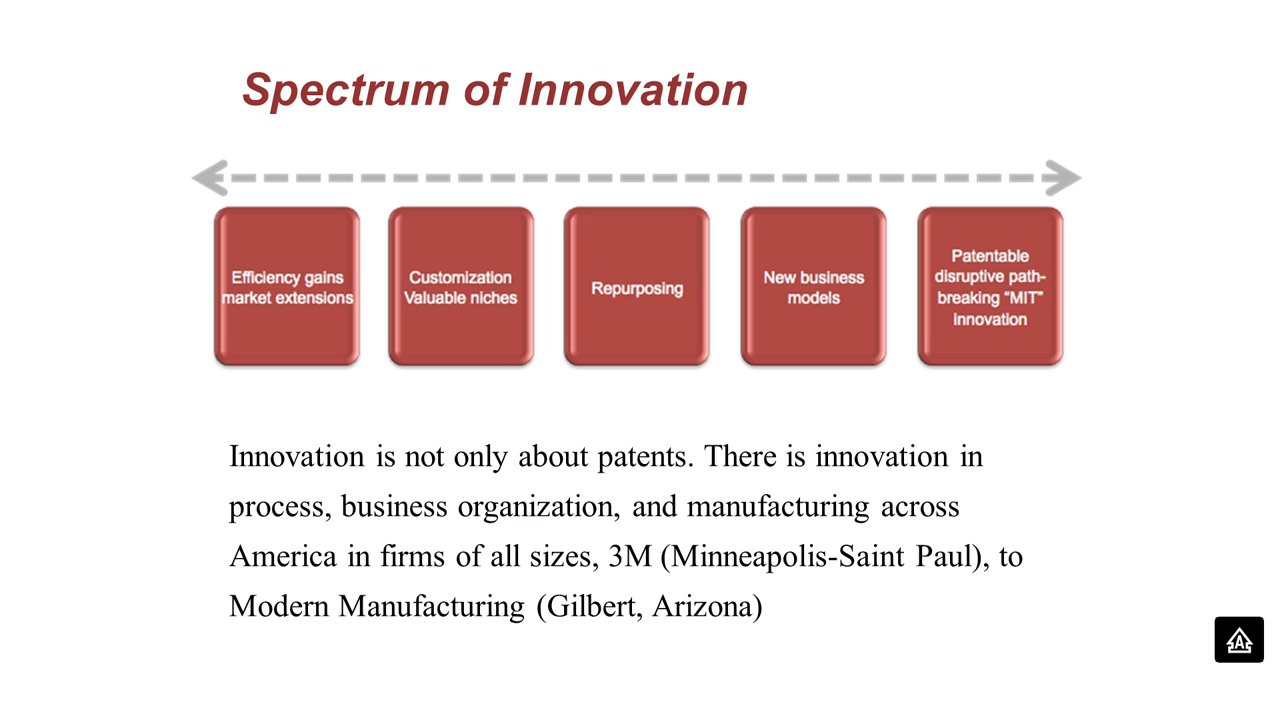 Spectrum of Innovation
Efficiency gains
market extensions
Customization
Valuable niches
Repurposing
New business
models
Patentable
disruptive path-
breaking “MIT”
innovation
Innovation is not only about patents. There is innovation in
process, business organization, and manufacturing across
America in firms of all sizes, 3M (Minneapolis-Saint Paul), to
Modern Manufacturing (Gilbert, Arizona)
A